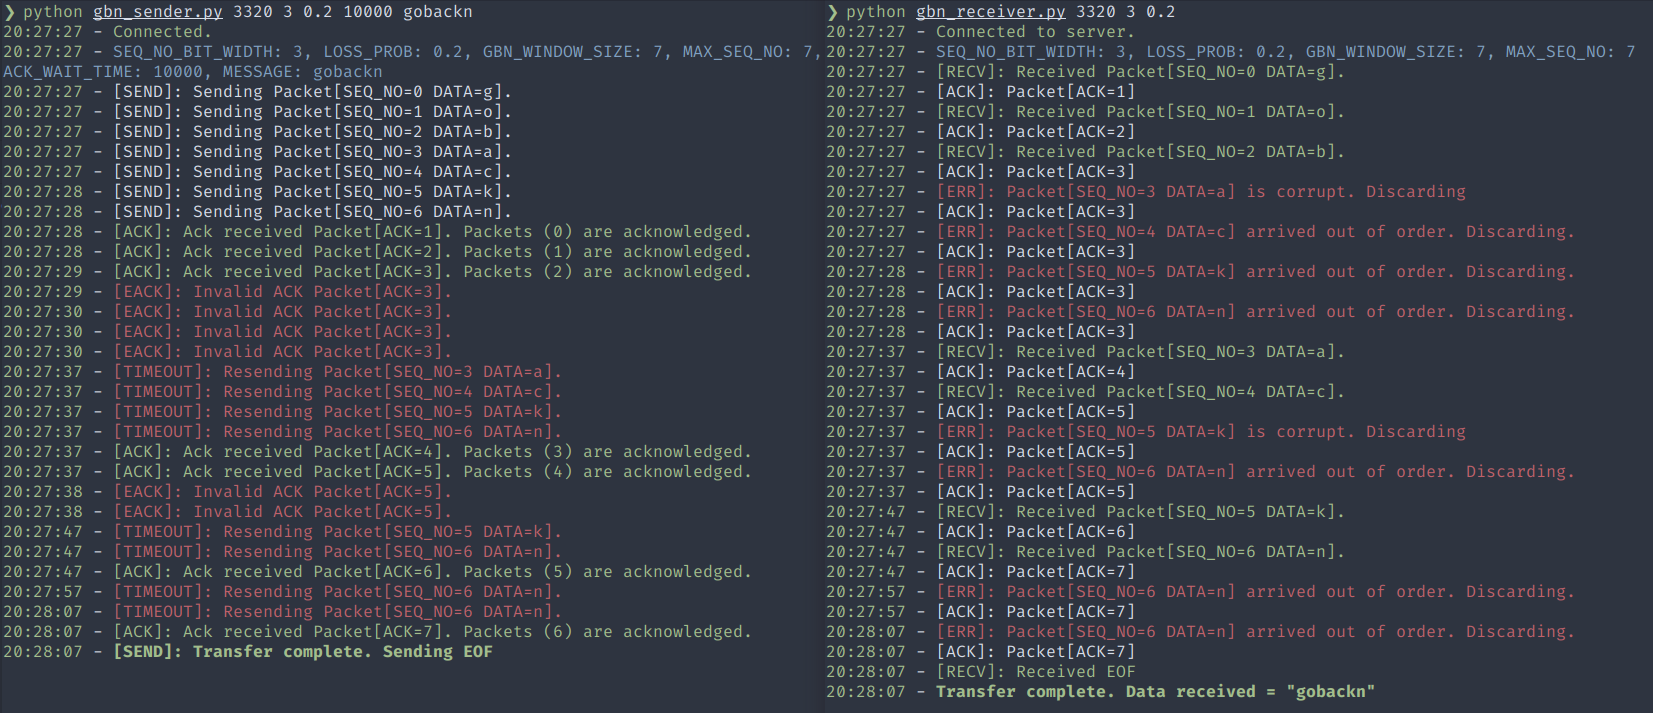 ❯ python gbn_sender.py 3320 3 0.2 10000 gobackn
20:27:27 - Connected.
20:27:27 - SEQ_NO_BIT_WIDTH: 3, LOSS_PROB: 0.2, GBN_WINDOW_SIZE: 7, MAX_SEQ_NO: 7,
ACK_WAIT_TIME: 10000, MESSAGE: gobackn
20:27:27 - [SEND]: Sending Packet[SEQ_NO=0 DATA=g].
20:27:27 - [SEND]: Sending Packet[SEQ_NO=1 DATA=o].
20:27:27 - [SEND]: Sending Packet[SEQ_NO=2 DATA=b].
20:27:27 - [SEND]: Sending Packet[SEQ_NO=3 DATA=a].
20:27:27 - [SEND]: Sending Packet[SEQ_NO=4 DATA=c].
20:27:28 - [SEND]: Sending Packet[SEQ_NO=5 DATA=k].
20:27:28 - [SEND]: Sending Packet[SEQ_NO=6 DATA=n].
20:27:28 - [ACK]: Ack received Packet[ACK=1]. Packets (0) are acknowledged.
20:27:28 - [ACK]: Ack received Packet[ACK=2]. Packets (1) are acknowledged.
20:27:29 - [ACK]: Ack received Packet[ACK=3]. Packets (2) are acknowledged.
20:27:29 - [EACK]: Invalid ACK Packet[ACK=3].
20:27:30 - [EACK]: Invalid ACK Packet[ACK=3].
20:27:30 - [EACK]: Invalid ACK Packet[ACK=3].
20:27:30 - [EACK]: Invalid ACK Packet[ACK=3].
20:27:37 - [TIMEOUT]: Resending Packet[SEQ_NO=3 DATA=a].
20:27:37 - [TIMEOUT]: Resending Packet[SEQ_NO=4 DATA=c].
20:27:37 - [TIMEOUT]: Resending Packet[SEQ_NO=5 DATA=k].
20:27:37 - [TIMEOUT]: Resending Packet[SEQ_NO=6 DATA=n].
20:27:37 - [ACK]: Ack received Packet[ACK=4]. Packets (3) are acknowledged.
20:27:37 - [ACK]: Ack received Packet[ACK=5]. Packets (4) are acknowledged.
20:27:38 - [EACK]: Invalid ACK Packet[ACK=5].
20:27:38 - [EACK]: Invalid ACK Packet[ACK=5].
20:27:47 - [TIMEOUT]: Resending Packet[SEQ_NO=5 DATA=k].
20:27:47 - [TIMEOUT]: Resending Packet[SEQ_NO=6 DATA=n].
20:27:47 - [ACK]: Ack received Packet[ACK=6]. Packets (5) are acknowledged.
20:27:57 - [TIMEOUT]: Resending Packet[SEQ_NO=6 DATA=n].
20:28:07 - [TIMEOUT]: Resending Packet[SEQ_NO=6 DATA=n].
20:28:07 - [ACK]: Ack received Packet[ACK=7]. Packets (6) are acknowledged.
20:28:07 - [SEND]: Transfer complete. Sending EOF
❯ python gbn_receiver.py 3320 3 0.2
20:27:27 - Connected to server.
20:27:27 - SEQ_NO_BIT_WIDTH: 3, LOSS_PROB: 0.2, GBN_WINDOW_SIZE: 7, MAX_SEQ_NO: 7
20:27:27 - [RECV]: Received Packet[SEQ_NO=0 DATA=g].
20:27:27 - [ACK]: Packet[ACK=1]
20:27:27 - [RECV]: Received Packet[SEQ_NO=1 DATA=o].
20:27:27 - [ACK]: Packet[ACK=2]
20:27:27 - [RECV]: Received Packet[SEQ_NO=2 DATA=b].
20:27:27 - [ACK]: Packet[ACK=3]
20:27:27 - [ERR]: Packet[SEQ_NO=3 DATA=a] is corrupt. Discarding
20:27:27 - [ACK]: Packet[ACK=3]
20:27:27 - [ERR]: Packet[SEQ_NO=4 DATA=c] arrived out of order. Discarding.
20:27:27 - [ACK]: Packet[ACK=3]
20:27:28 - [ERR]: Packet[SEQ_NO=5 DATA=k] arrived out of order. Discarding.
20:27:28 - [ACK]: Packet[ACK=3]
20:27:28 - [ERR]: Packet[SEQ_NO=6 DATA=n] arrived out of order. Discarding.
20:27:28 - [ACK]: Packet[ACK=3]
20:27:37 - [RECV]: Received Packet[SEQ_NO=3 DATA=a].
20:27:37 - [ACK]: Packet[ACK=4]
20:27:37 - [RECV]: Received Packet[SEQ_NO=4 DATA=c].
20:27:37 - [ACK]: Packet[ACK=5]
20:27:37 - [ERR]: Packet[SEQ_NO=5 DATA=k] is corrupt. Discarding
20:27:37 - [ACK]: Packet[ACK=5]
20:27:37 - [ERR]: Packet[SEQ_NO=6 DATA=n] arrived out of order. Discarding.
20:27:37 - [ACK]: Packet[ACK=5]
20:27:47 - [RECV]: Received Packet[SEQ_NO=5 DATA=k].
20:27:47 - [ACK]: Packet[ACK=6]
20:27:47 - [RECV]: Received Packet[SEQ_NO=6 DATA=n].
20:27:47 - [ACK]: Packet[ACK=7]
20:27:57 - [ERR]: Packet[SEQ_NO=6 DATA=n] arrived out of order. Discarding.
20:27:57 - [ACK]: Packet[ACK=7]
20:28:07 - [ERR]: Packet[SEQ_NO=6 DATA=n] arrived out of order. Discarding.
20:28:07 - [ACK]: Packet[ACK=7]
20:28:07 - [RECV]: Received EOF
20:28:07 - Transfer complete. Data received = "gobackn"